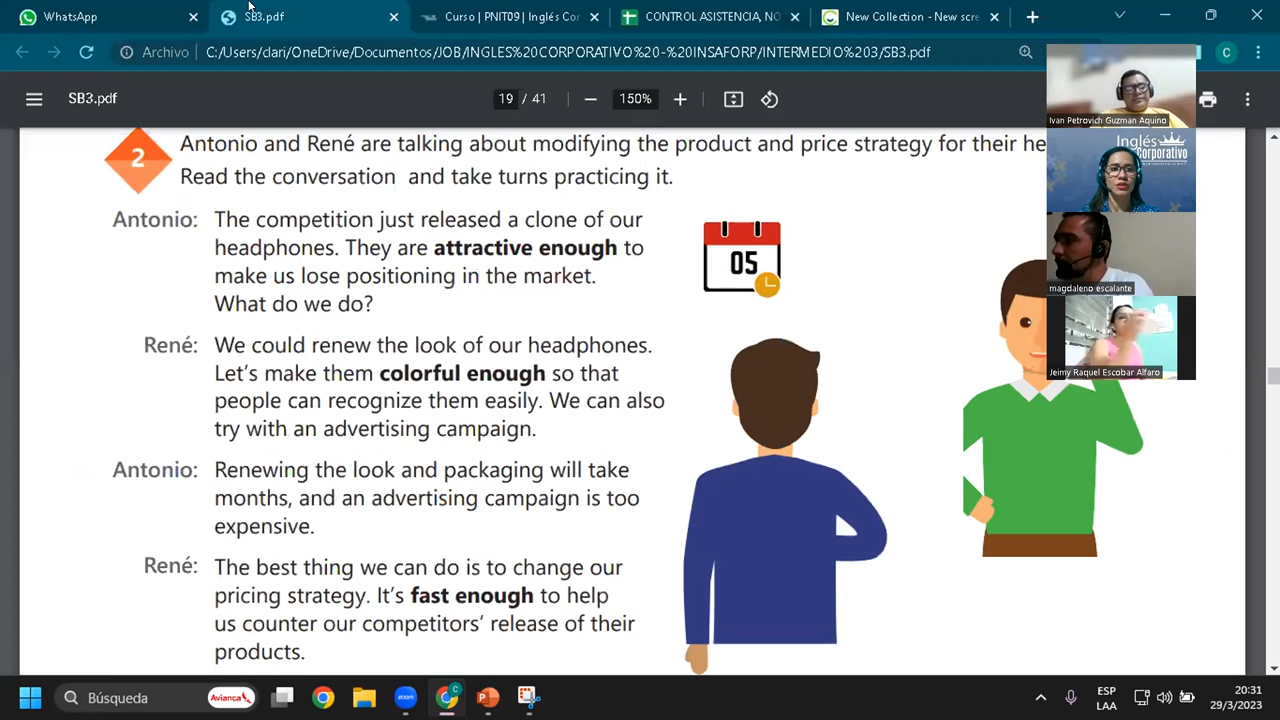 WhatsApp
SB3.pdf
Curso | PNIT09 | Inglés Cor
CONTROL ASISTENCIA, NO
New Collection - New scre
Archivo
C:/Users/clari/OneDrive/Documentos/JOB/INGLES%20CORPORATIVO%20-%20INSAFORP/INTERMEDIO%203/SB3.pdf
C
SB3.pdf
19 / 41
150%
2
Antonio and René are talking about modifying the product and price strategy for their he
Read the conversation and take turns practicing it.
Antonio: The competition just released a clone of our
headphones. They are attractive enough to
make us lose positioning in the market.
What do we do?
05
René: We could renew the look of our headphones.
Let's make them colorful enough so that
people can recognize them easily. We can also
try with an advertising campaign.
Antonio: Renewing the look and packaging will take
months, and an advertising campaign is too
expensive.
René: The best thing we can do is to change our
pricing strategy. It's fast enough to help
us counter our competitors' release of their
products.
Ivan Petrovich Guzman Aquino
Inglés
Corporativo
magdaleno escalante
Jeimy Raquel Escobar Alfaro
Búsqueda
Avianca
zoom
C
ESP
LAA
20:31
29/3/2023